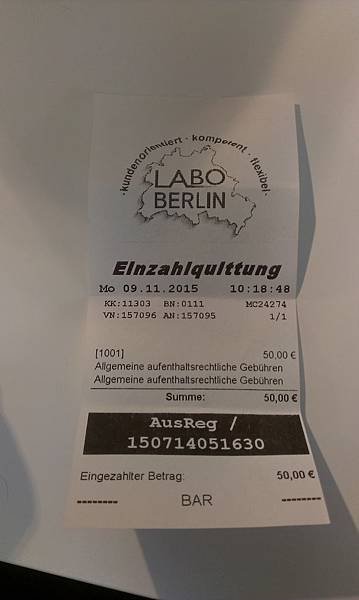 ·kundenorientiert · kompetent · flexibel·
LABO
BERLIN
Einzahlquittung
Mo 09.11.2015 10:18:48
KK:11303 BN:0111 MC24274
VN:157096 AN:157095 1/1
[1001] 50,00 €
Allgemeine aufenthaltsrechtliche Gebühren
Allgemeine aufenthaltsrechtliche Gebühren
Summe: 50,00 €
AusReg /
150714051630
Eingezahlter Betrag: 50,00 €
-------- BAR --------